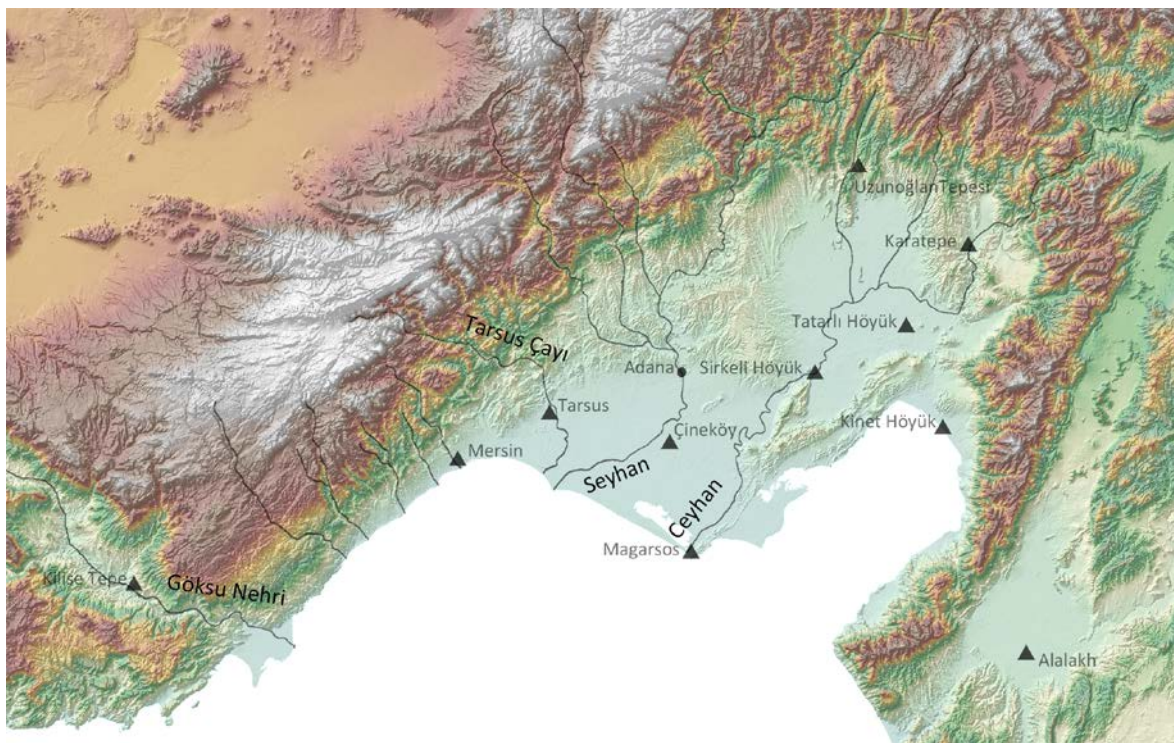 UzunoğlanTepesi
Karatepe
Tatarlı Höyük
Tarsus Çayı
Adana
Sirkeli Höyük
Tarsus
Kinet Höyük
Çineköy
Mersin
Seyhan
Ceyhan
Magarsos
Kilise Tepe
Göksu Nehri
Alalakh